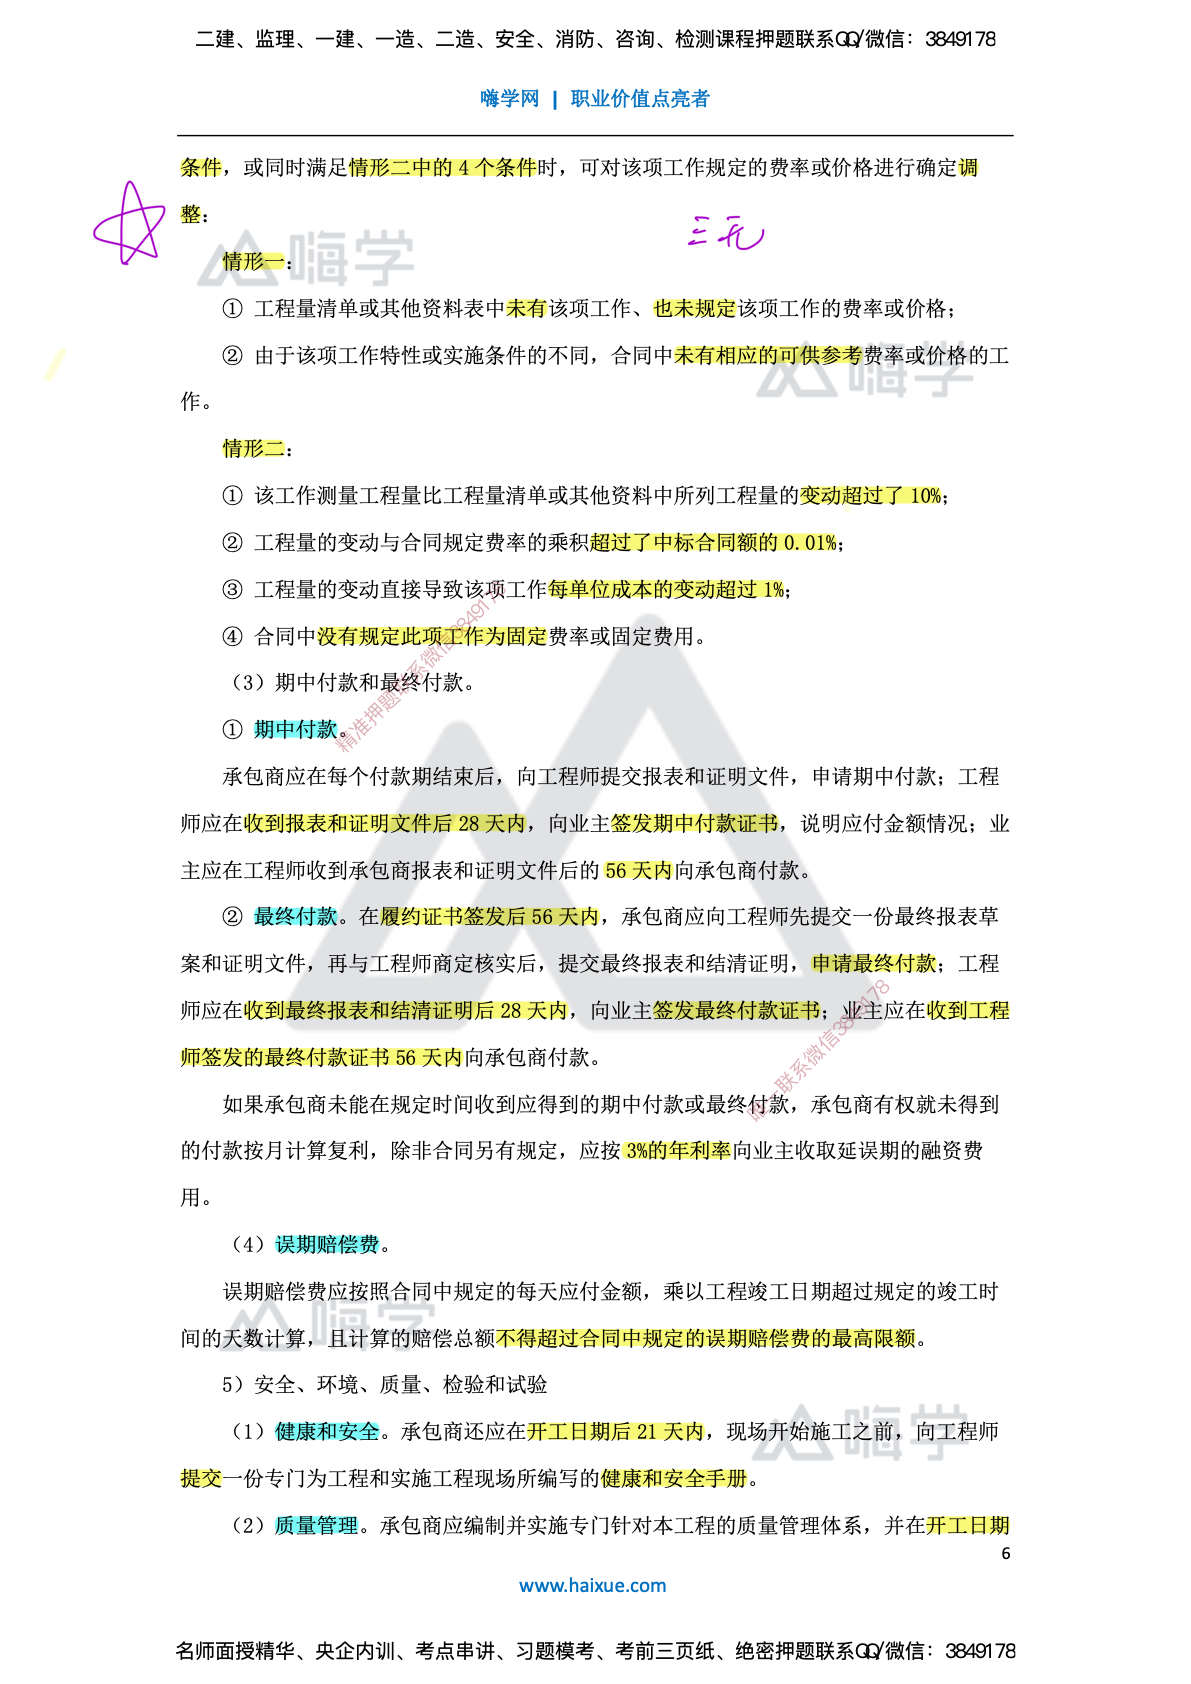 二建、监理、一建、一造、二造、安全、消防、咨询、检测课程押题联系QQ/微信：3849178
嗨学网 | 职业价值点亮者
条件，或同时满足情形二中的 4 个条件时，可对该项工作规定的费率或价格进行确定调
整：
三无
嗨学
情形一：
① 工程量清单或其他资料表中未有该项工作、也未规定该项工作的费率或价格；
② 由于该项工作特性或实施条件的不同，合同中未有相应的可供参考费率或价格的工
嗨学
作。
情形二：
① 该工作测量工程量比工程量清单或其他资料中所列工程量的变动超过了 10%；
② 工程量的变动与合同规定费率的乘积超过了中标合同额的 0.01%；
③ 工程量的变动直接导致该项工作每单位成本的变动超过 1%；
④ 合同中没有规定此项工作为固定费率或固定费用。
精准押题联系微信3849178
（3）期中付款和最终付款。
① 期中付款。
承包商应在每个付款期结束后，向工程师提交报表和证明文件，申请期中付款；工程
师应在收到报表和证明文件后 28 天内，向业主签发期中付款证书，说明应付金额情况；业
主应在工程师收到承包商报表和证明文件后的 56 天内向承包商付款。
② 最终付款。在履约证书签发后 56 天内，承包商应向工程师先提交一份最终报表草
案和证明文件，再与工程师商定核实后，提交最终报表和结清证明，申请最终付款；工程
师应在收到最终报表和结清证明后 28 天内，向业主签发最终付款证书；业主应在收到工程
师签发的最终付款证书 56 天内向承包商付款。
唯一联系微信3849178
如果承包商未能在规定时间收到应得到的期中付款或最终付款，承包商有权就未得到
的付款按月计算复利，除非合同另有规定，应按 3%的年利率向业主收取延误期的融资费
用。
（4）误期赔偿费。
误期赔偿费应按照合同中规定的每天应付金额，乘以工程竣工日期超过规定的竣工时
嗨学
间的天数计算，且计算的赔偿总额不得超过合同中规定的误期赔偿费的最高限额。
5）安全、环境、质量、检验和试验
（1）健康和安全。承包商还应在开工日期后 21 天内，现场开始施工之前，向工程师
嗨学
提交一份专门为工程和实施工程现场所编写的健康和安全手册。
（2）质量管理。承包商应编制并实施专门针对本工程的质量管理体系，并在开工日期
6
www.haixue.com
名师面授精华、央企内训、考点串讲、习题模考、考前三页纸、绝密押题联系QQ/微信：3849178